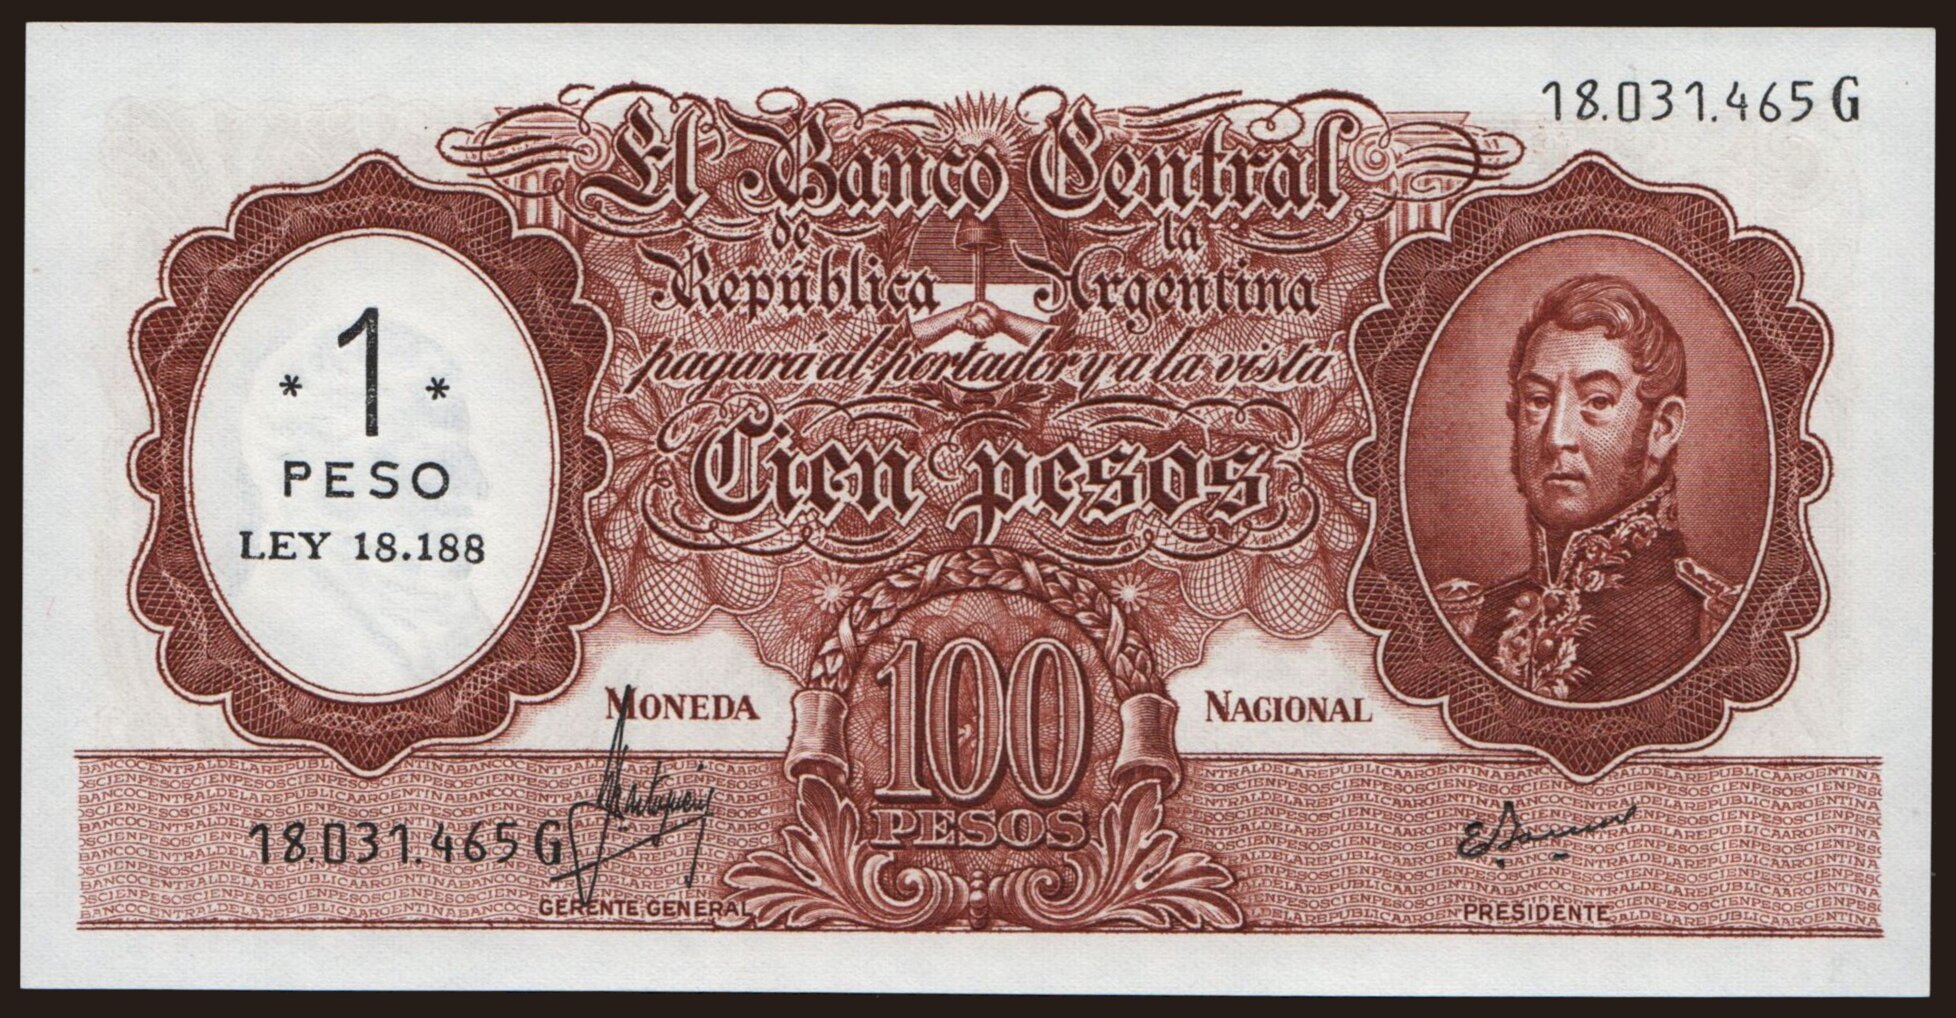 18.031.465 G
El Banco Central
de la
República Argentina
pagará al portador y a la vista
Cien pesos
* 1 *
PESO
LEY 18.188
MONEDA NACIONAL
100
PESOS
18.031.465 G
GERENTE GENERAL
PRESIDENTE